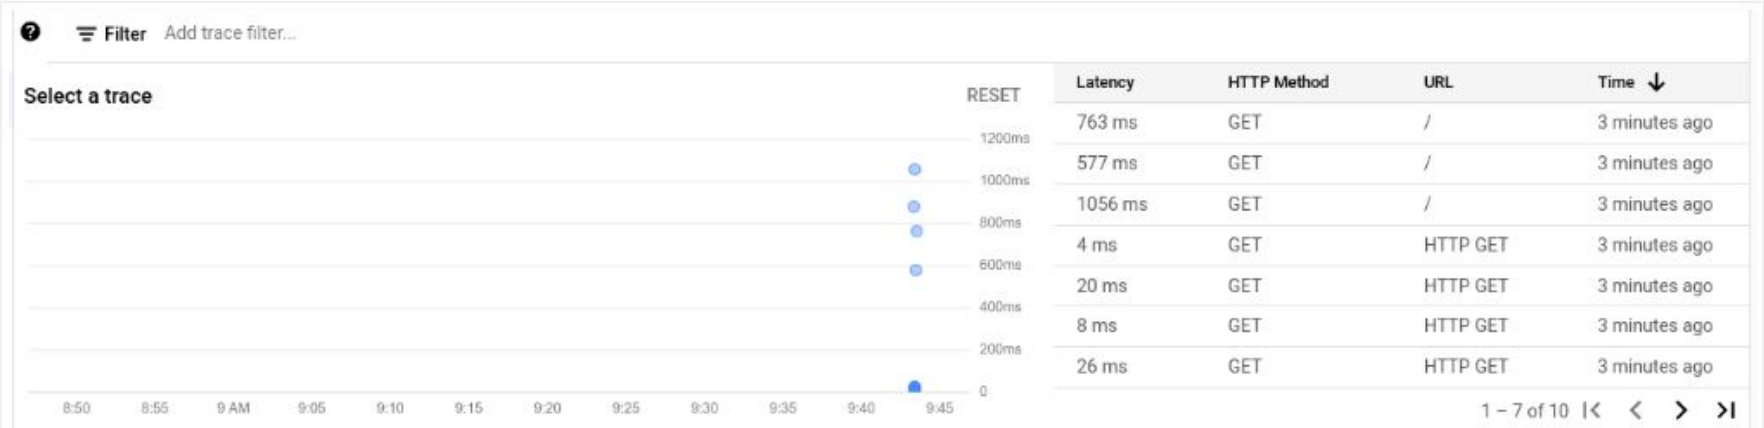 ? Filter Add trace filter...
Select a trace RESET
1200ms
1000ms
800ms
600ms
400ms
200ms
0
8:50 8:55 9 AM 9:05 9:10 9:15 9:20 9:25 9:30 9:35 9:40 9:45
Latency HTTP Method URL Time
763 ms GET / 3 minutes ago
577 ms GET / 3 minutes ago
1056 ms GET / 3 minutes ago
4 ms GET HTTP GET 3 minutes ago
20 ms GET HTTP GET 3 minutes ago
8 ms GET HTTP GET 3 minutes ago
26 ms GET HTTP GET 3 minutes ago
1 – 7 of 10